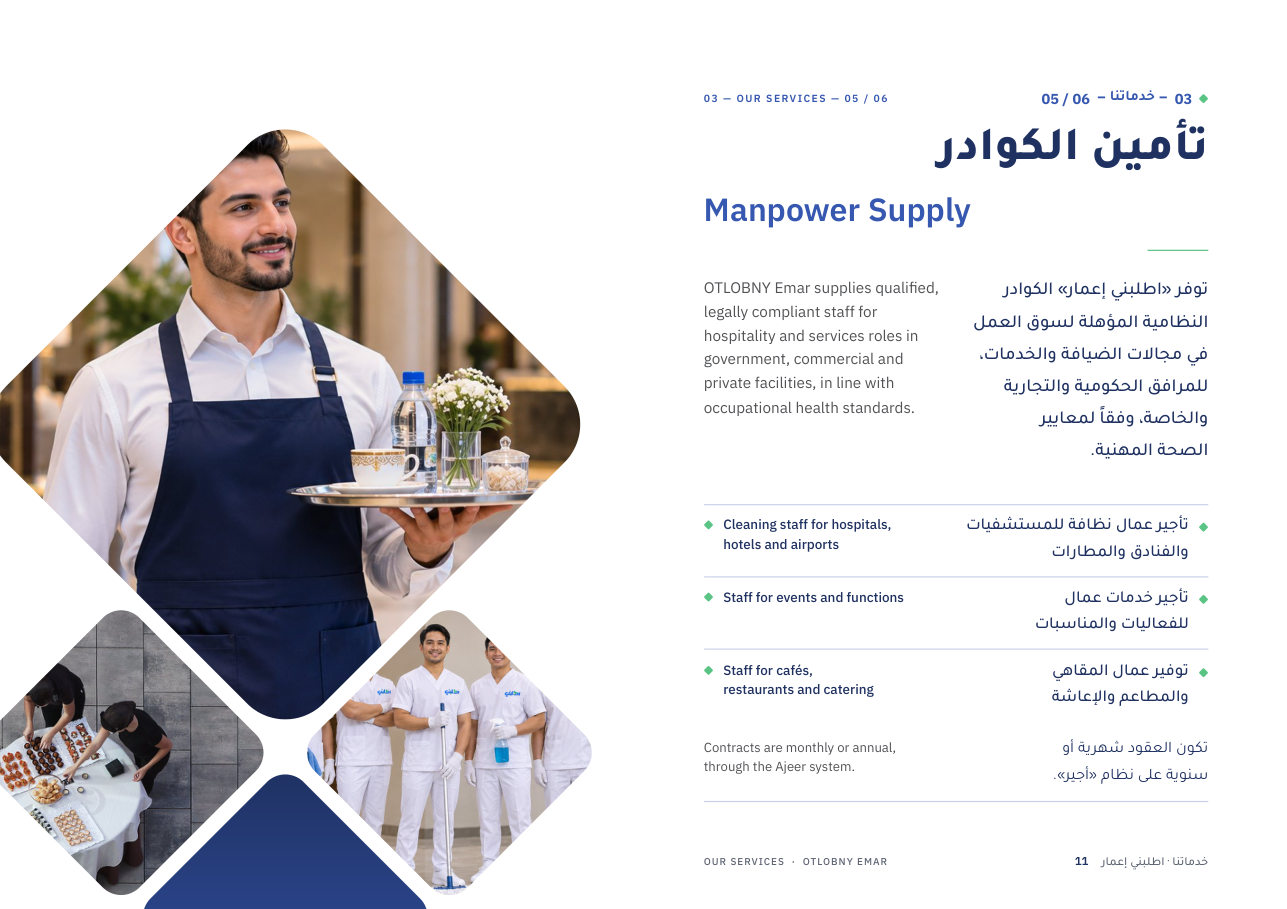 03 — OUR SERVICES — 05 / 06
03 – خدماتنا – 05 / 06
تأمين الكوادر
Manpower Supply
توفر «اطلبني إعمار» الكوادر
النظامية المؤهلة لسوق العمل
في مجالات الضيافة والخدمات،
للمرافق الحكومية والتجارية
والخاصة، وفقاً لمعايير
الصحة المهنية.
OTLOBNY Emar supplies qualified,
legally compliant staff for
hospitality and services roles in
government, commercial and
private facilities, in line with
occupational health standards.
تأجير عمال نظافة للمستشفيات
والفنادق والمطارات
Cleaning staff for hospitals,
hotels and airports
تأجير خدمات عمال
للفعاليات والمناسبات
Staff for events and functions
توفير عمال المقاهي
والمطاعم والإعاشة
Staff for cafés,
restaurants and catering
تكون العقود شهرية أو
سنوية على نظام «أجير».
Contracts are monthly or annual,
through the Ajeer system.
OUR SERVICES · OTLOBNY EMAR
خدماتنا · اطلبني إعمار 11